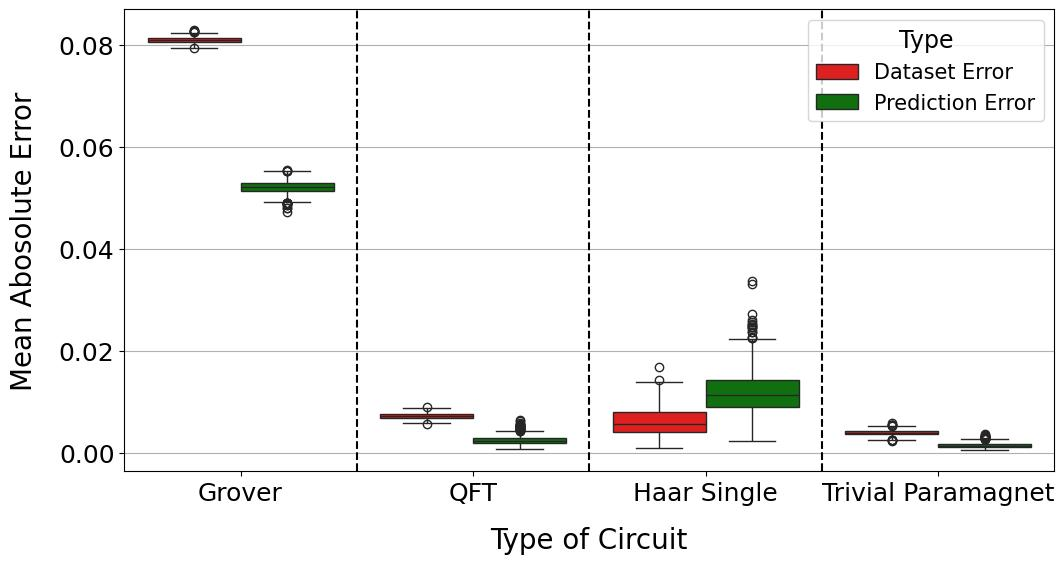 Mean Abosolute Error
0.08
0.06
0.04
0.02
0.00
Type
Dataset Error
Prediction Error
Grover
QFT
Haar Single
Trivial Paramagnet
Type of Circuit